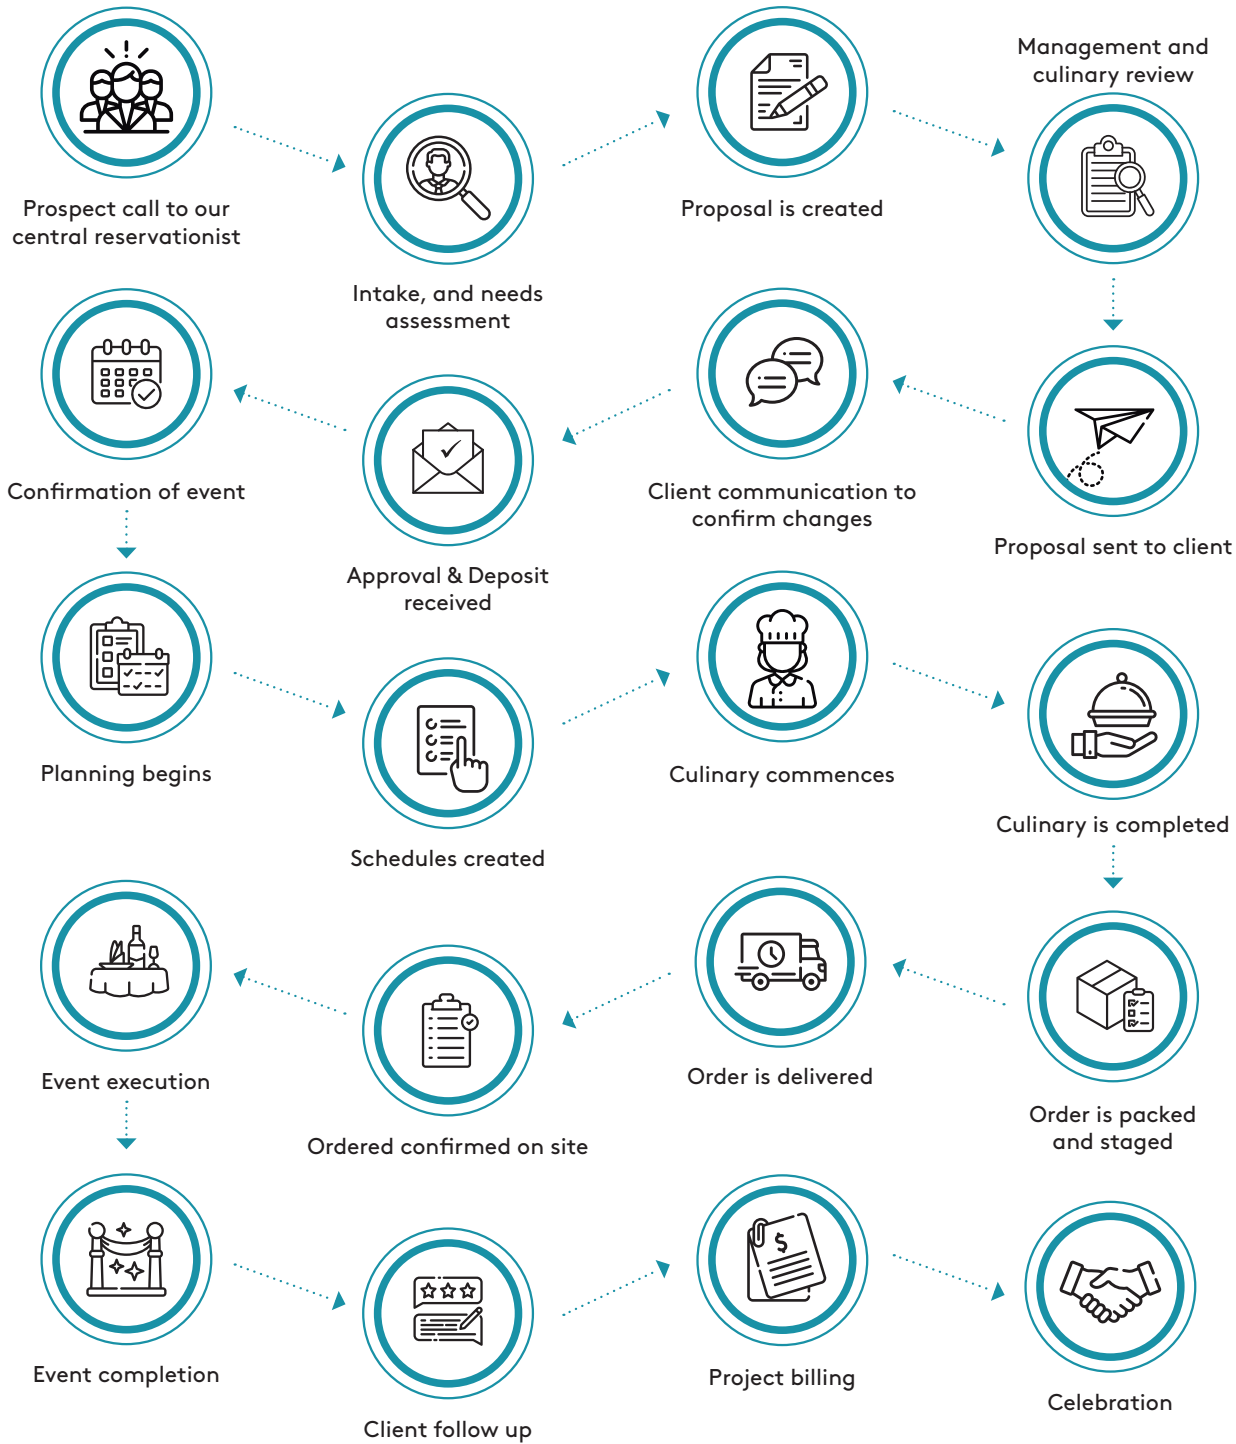 Prospect call to our
central reservationist
Intake, and needs
assessment
Proposal is created
Management and
culinary review
Proposal sent to client
Client communication to
confirm changes
Approval & Deposit
received
Confirmation of event
Planning begins
Schedules created
Culinary commences
Culinary is completed
Order is packed
and staged
Order is delivered
Ordered confirmed on site
Event execution
Event completion
Client follow up
$
Project billing
Celebration